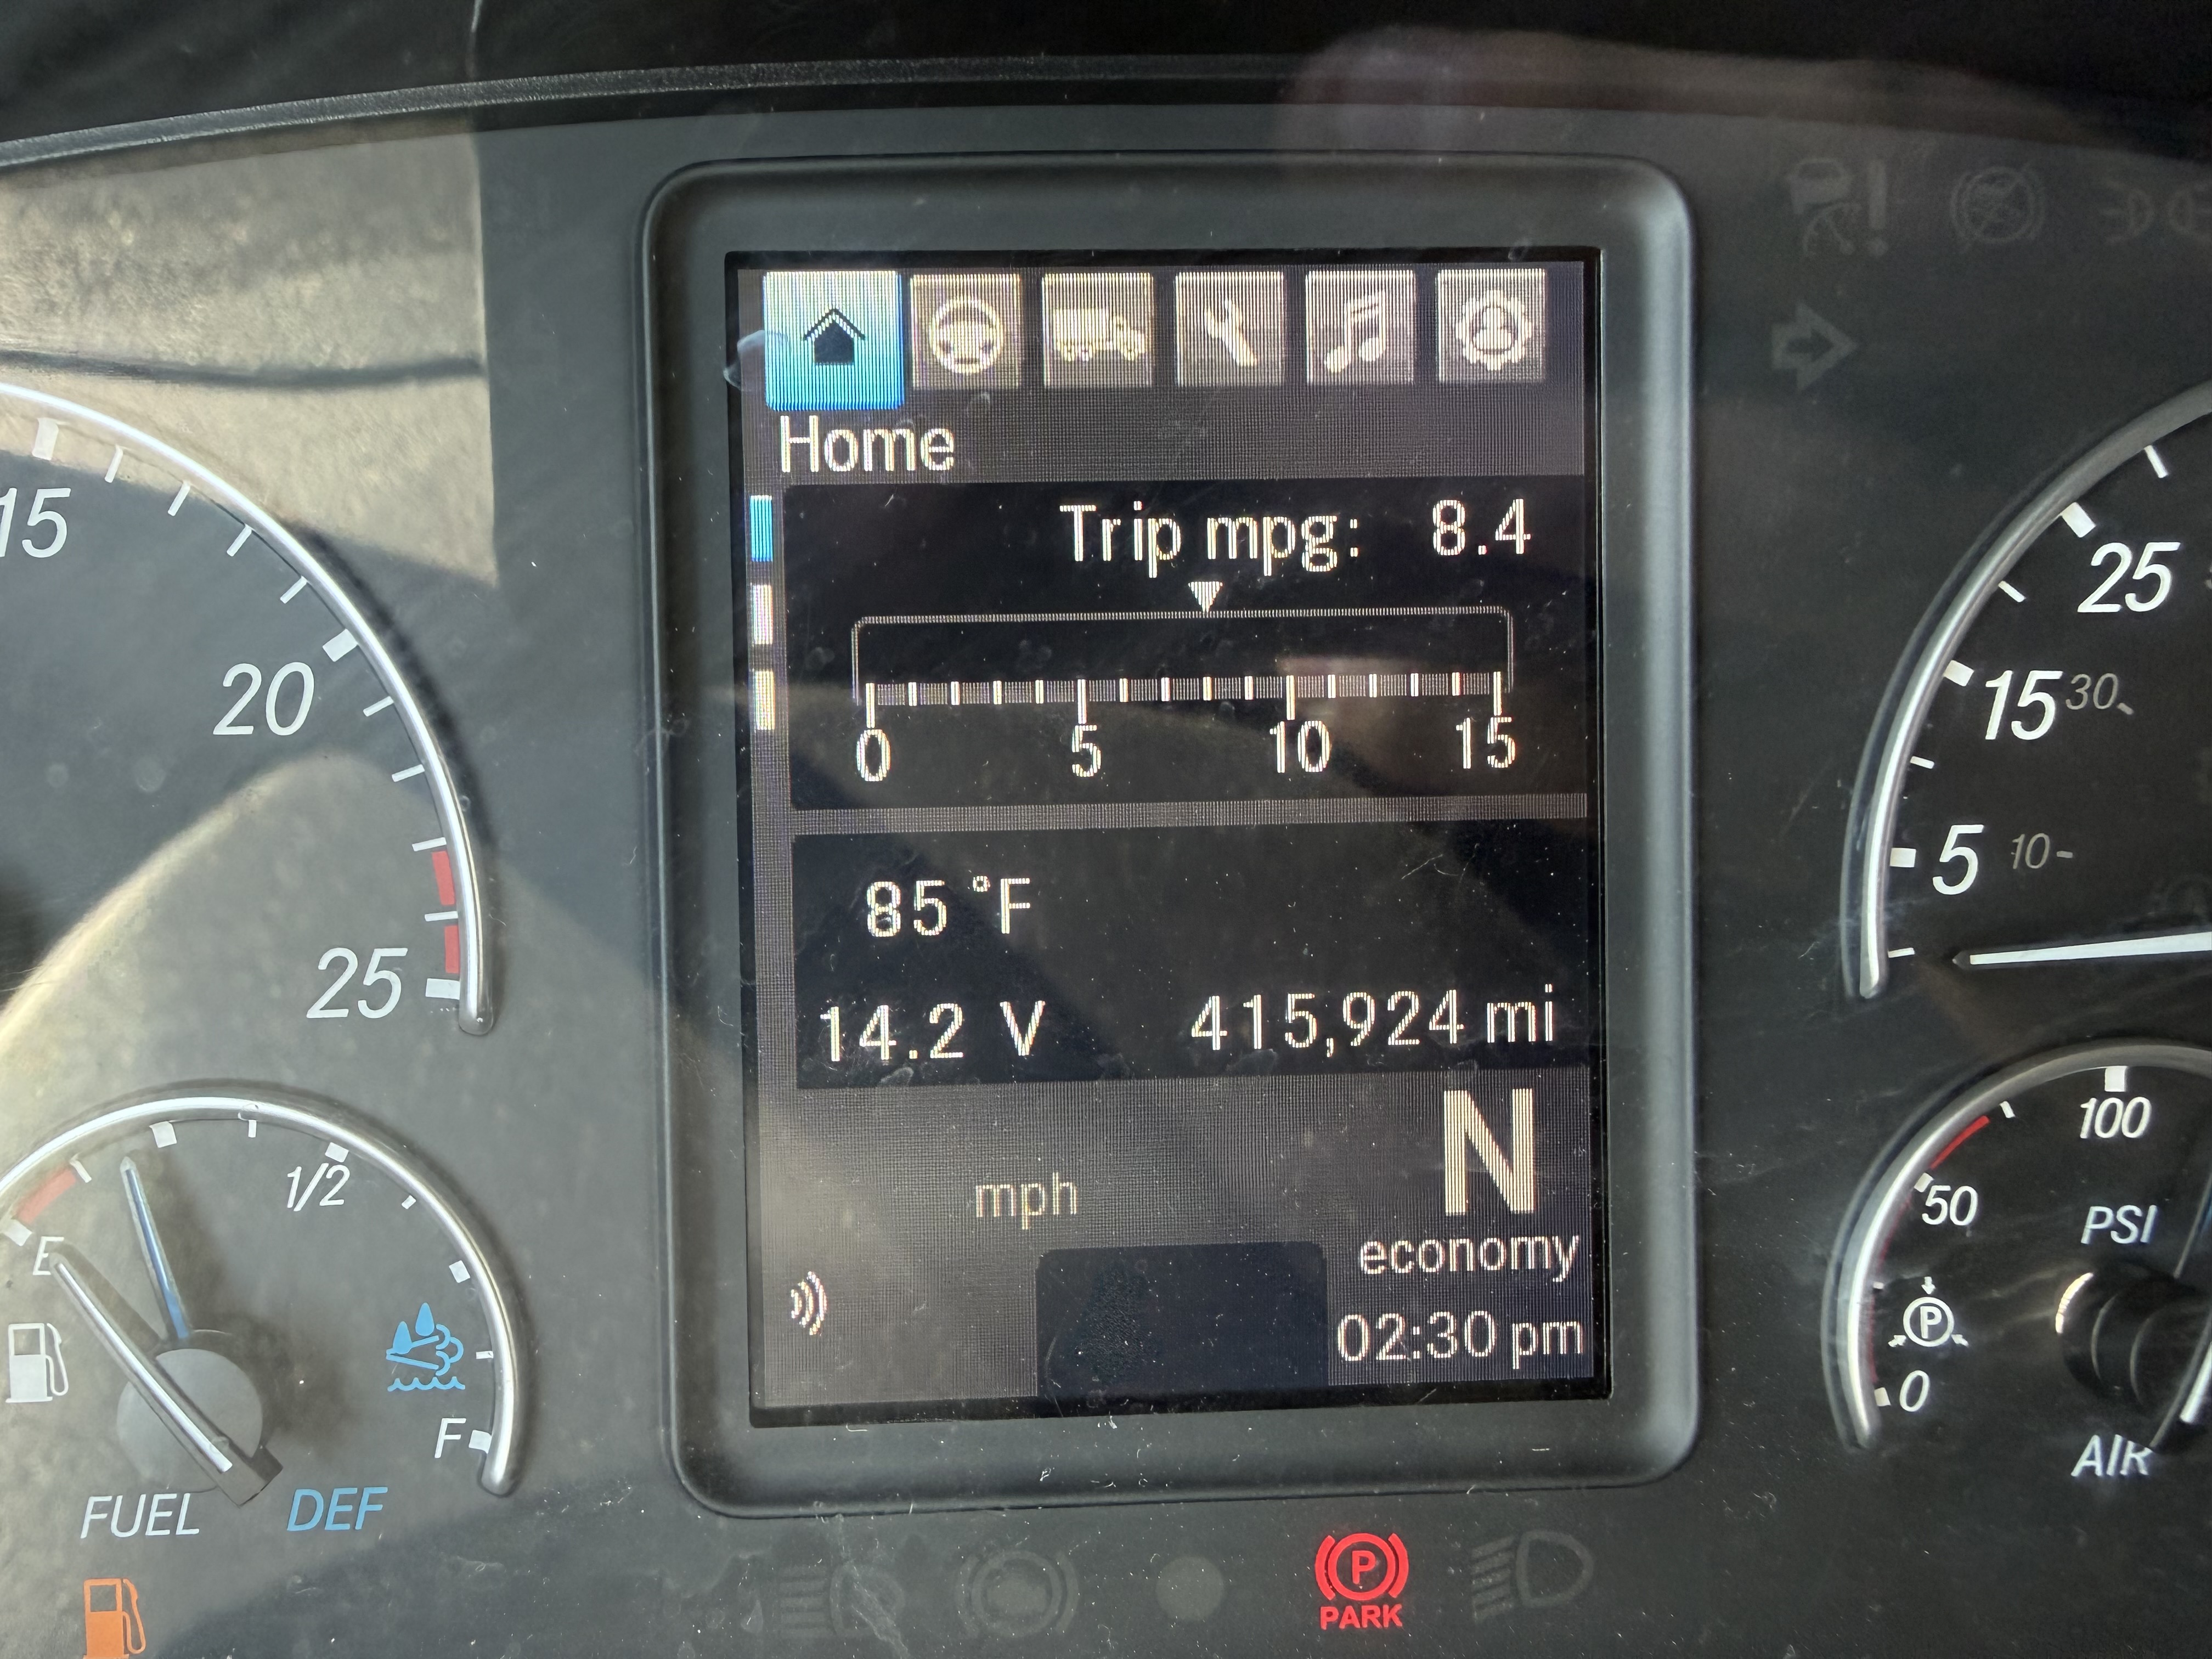 Home
Trip mpg: 8.4
0 5 10 15
85 °F
14.2 V 415,924 mi
N
mph
economy
02:30 pm
15
20
25
1/2
E
F
FUEL DEF
25
15 30
5 10
100
50
PSI
P
0
AIR
P
PARK